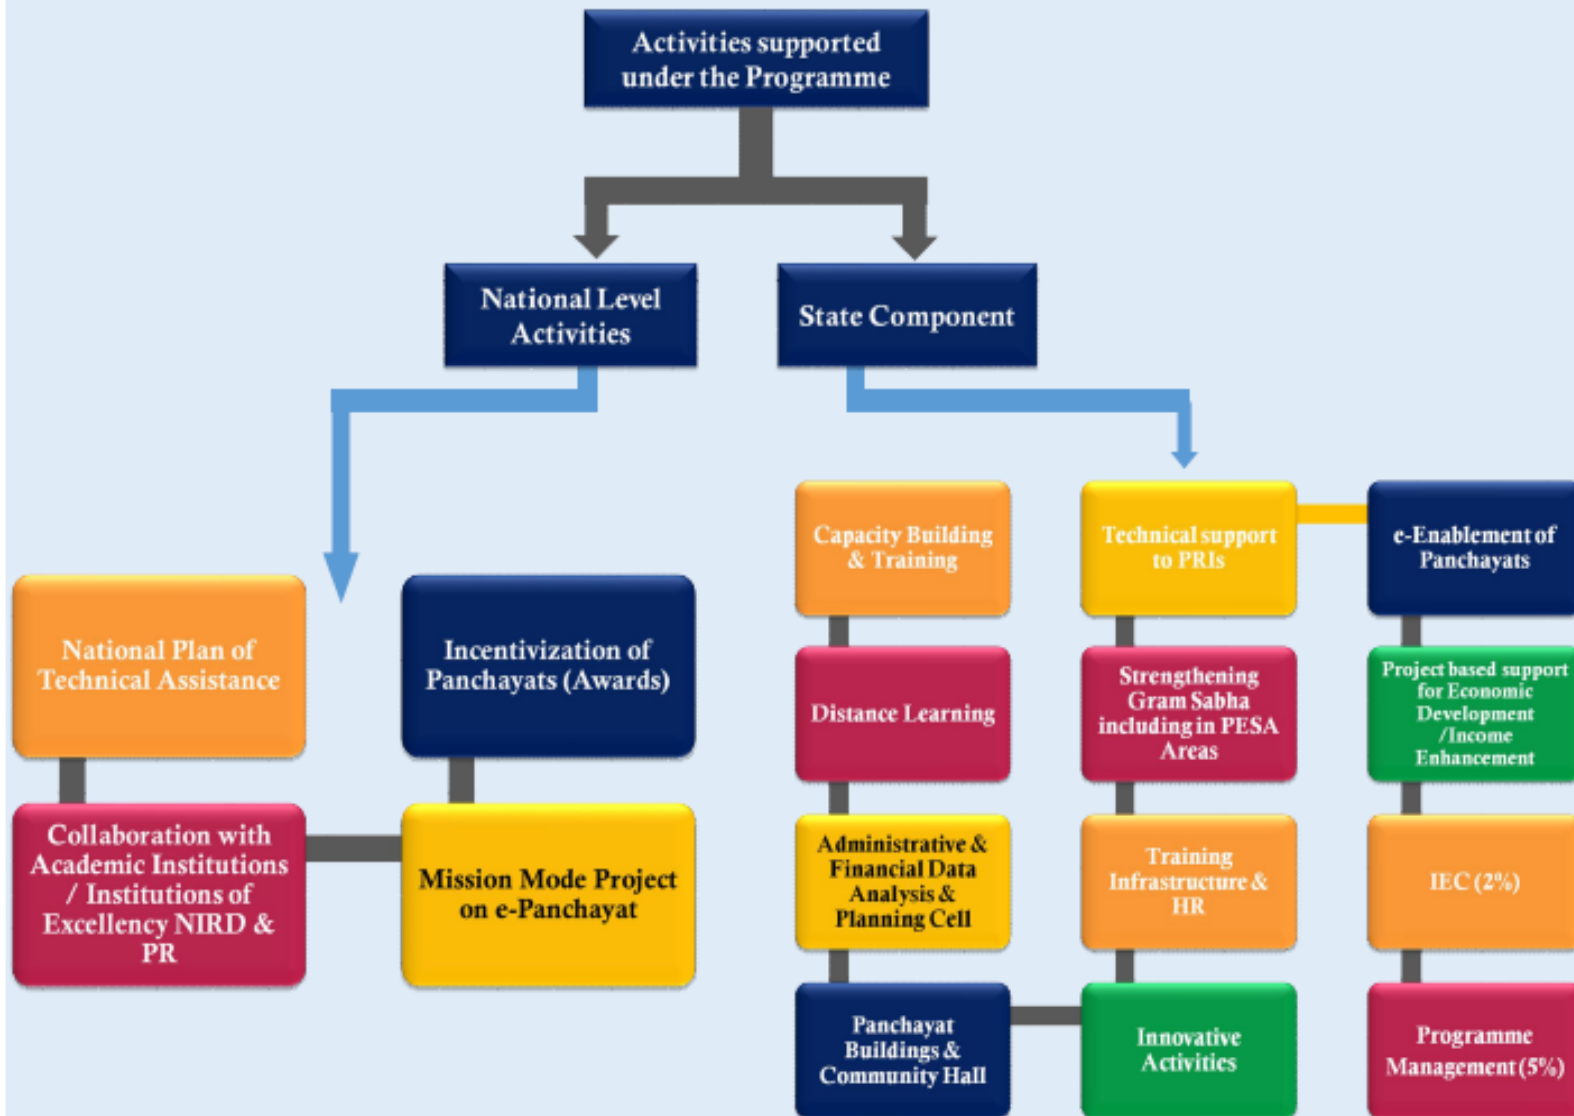 Activities supported
under the Programme
National Level
Activities
State Component
National Plan of
Technical Assistance
Incentivization of
Panchayats (Awards)
Collaboration with
Academic Institutions
/ Institutions of
Excellency NIRD &
PR
Mission Mode Project
on e-Panchayat
Capacity Building
& Training
Technical support
to PRIs
e-Enablement of
Panchayats
Distance Learning
Strengthening
Gram Sabha
including in PESA
Areas
Project based support
for Economic
Development
/Income
Enhancement
Administrative &
Financial Data
Analysis &
Planning Cell
Training
Infrastructure &
HR
IEC (2%)
Panchayat
Buildings &
Community Hall
Innovative
Activities
Programme
Management (5%)